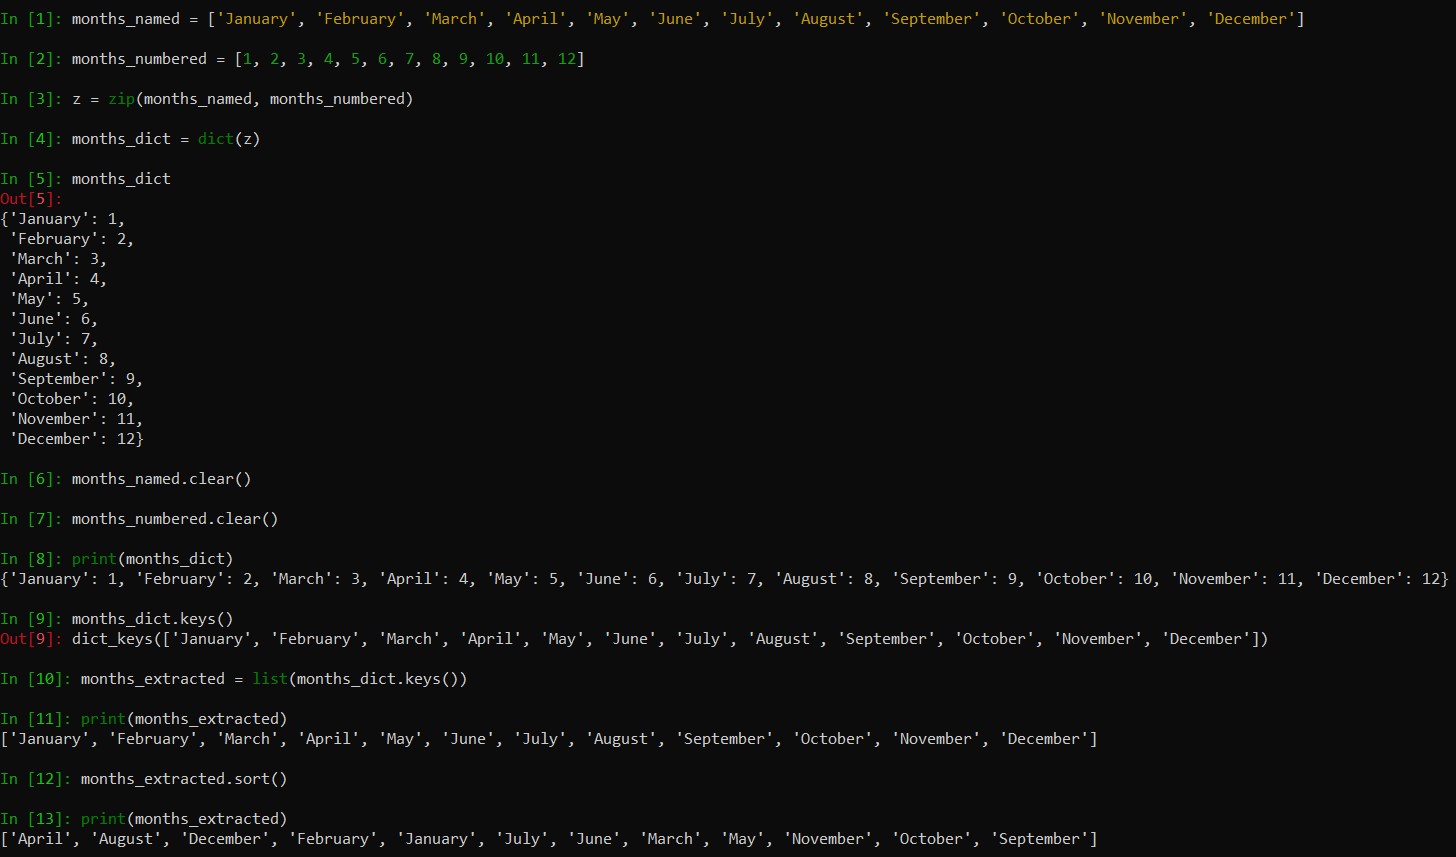 In [1]: months_named = ['January', 'February', 'March', 'April', 'May', 'June', 'July', 'August', 'September', 'October', 'November', 'December']
In [2]: months_numbered = [1, 2, 3, 4, 5, 6, 7, 8, 9, 10, 11, 12]
In [3]: z = zip(months_named, months_numbered)
In [4]: months_dict = dict(z)
In [5]: months_dict
Out[5]:
{'January': 1,
 'February': 2,
 'March': 3,
 'April': 4,
 'May': 5,
 'June': 6,
 'July': 7,
 'August': 8,
 'September': 9,
 'October': 10,
 'November': 11,
 'December': 12}
In [6]: months_named.clear()
In [7]: months_numbered.clear()
In [8]: print(months_dict)
{'January': 1, 'February': 2, 'March': 3, 'April': 4, 'May': 5, 'June': 6, 'July': 7, 'August': 8, 'September': 9, 'October': 10, 'November': 11, 'December': 12}
In [9]: months_dict.keys()
Out[9]: dict_keys(['January', 'February', 'March', 'April', 'May', 'June', 'July', 'August', 'September', 'October', 'November', 'December'])
In [10]: months_extracted = list(months_dict.keys())
In [11]: print(months_extracted)
['January', 'February', 'March', 'April', 'May', 'June', 'July', 'August', 'September', 'October', 'November', 'December']
In [12]: months_extracted.sort()
In [13]: print(months_extracted)
['April', 'August', 'December', 'February', 'January', 'July', 'June', 'March', 'May', 'November', 'October', 'September']